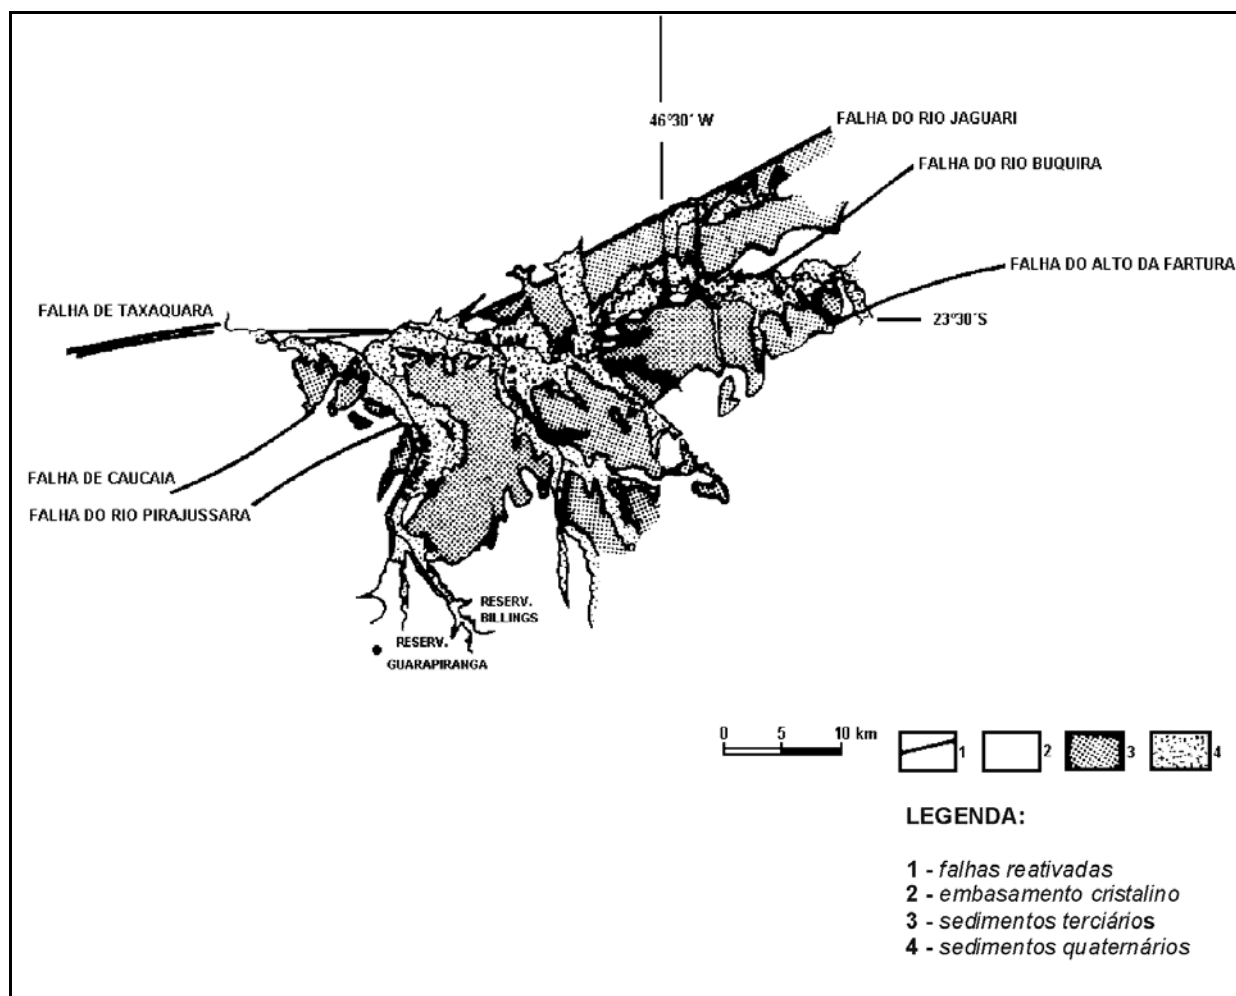 46°30´ W
FALHA DO RIO JAGUARI
FALHA DO RIO BUQUIRA
FALHA DO ALTO DA FARTURA
FALHA DE TAXAQUARA
23°30´S
FALHA DE CAUCAIA
FALHA DO RIO PIRAJUSSARA
RESERV.
BILLINGS
RESERV.
GUARAPIRANGA
0 5 10 km
1 2 3 4
LEGENDA:
1 - falhas reativadas
2 - embasamento cristalino
3 - sedimentos terciários
4 - sedimentos quaternários